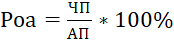 Роа = ЧП/АП * 100%